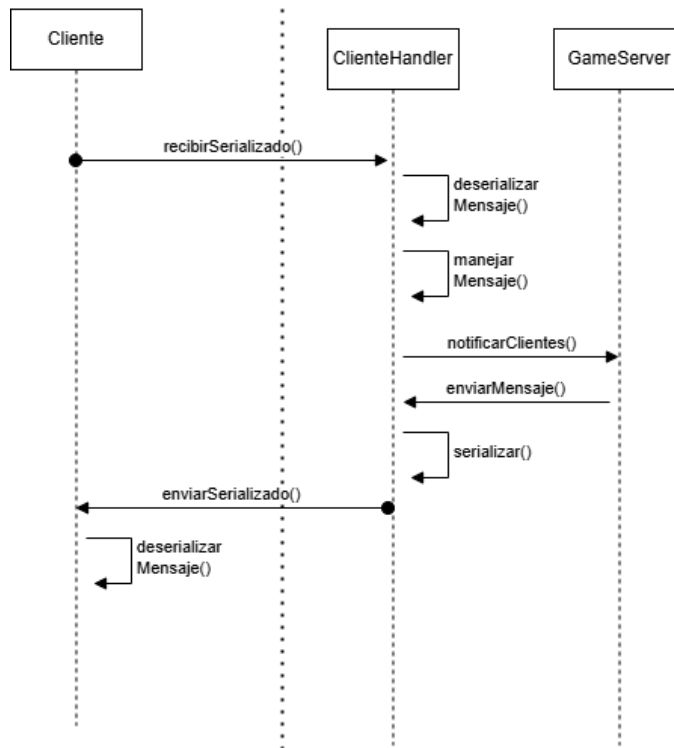 Cliente
ClienteHandler
GameServer
recibirSerializado()
deserializar
Mensaje()
manejar
Mensaje()
notificarClientes()
enviarMensaje()
serializar()
enviarSerializado()
deserializar
Mensaje()